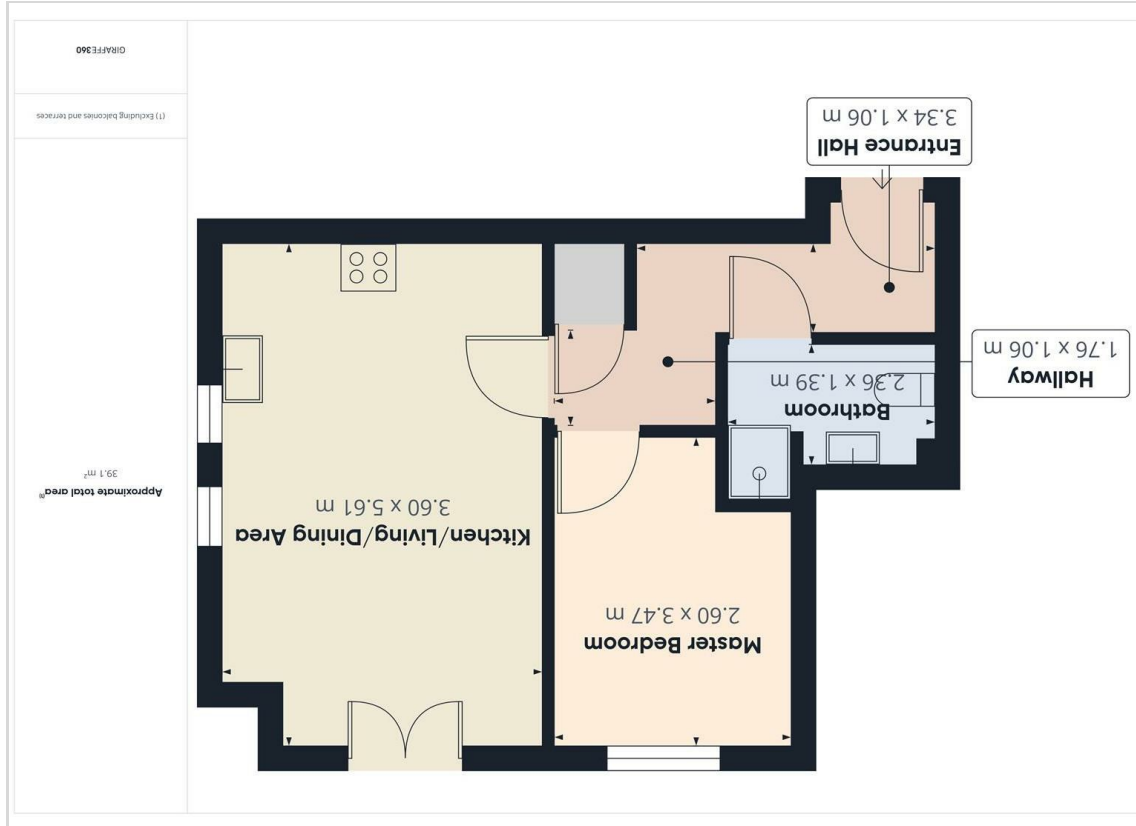 Master Bedroom
2.60 x 3.47 m
Kitchen/Living/Dining Area
3.60 x 5.61 m
Bathroom
2.36 x 1.39 m
Hallway
1.76 x 1.06 m
Entrance Hall
3.34 x 1.06 m
Approximate total area⁽¹⁾
39.1 m²
(1) Excluding balconies and terraces
GIRAFFE360